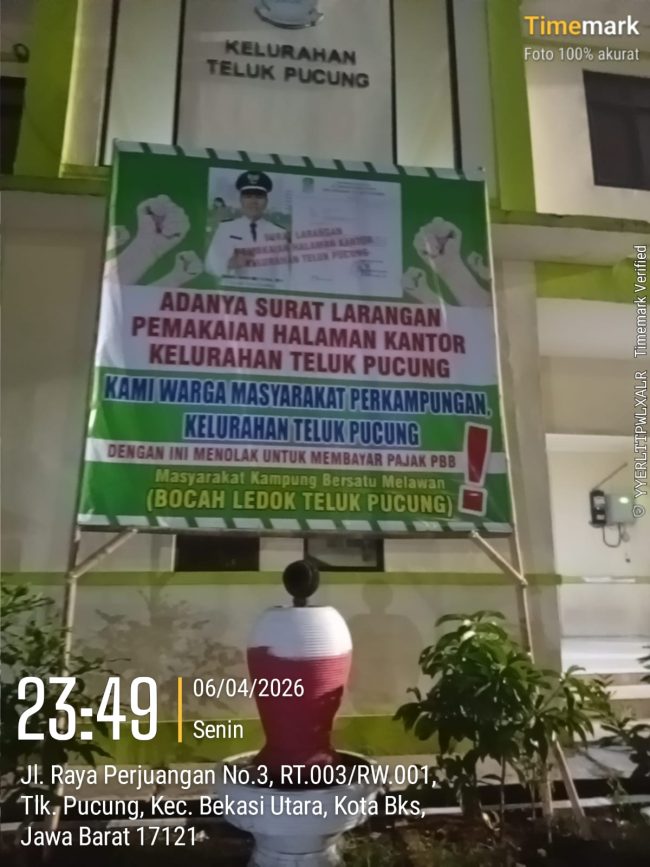 Timemark
Foto 100% akurat
KELURAHAN
TELUK PUCUNG
SURAT LARANGAN
PEMAKAIAN HALAMAN KANTOR
KELURAHAN TELUK PUCUNG
ADANYA SURAT LARANGAN
PEMAKAIAN HALAMAN KANTOR
KELURAHAN TELUK PUCUNG
KAMI WARGA MASYARAKAT PERKAMPUNGAN,
KELURAHAN TELUK PUCUNG
DENGAN INI MENOLAK UNTUK MEMBAYAR PAJAK PBB
Masyarakat Kampung Bersatu Melawan
(BOCAH LEDOK TELUK PUCUNG)
!
© YYERLJTTPWLXALR Timemark Verified
23:49
06/04/2026
Senin
Jl. Raya Perjuangan No.3, RT.003/RW.001,
Tlk. Pucung, Kec. Bekasi Utara, Kota Bks,
Jawa Barat 17121